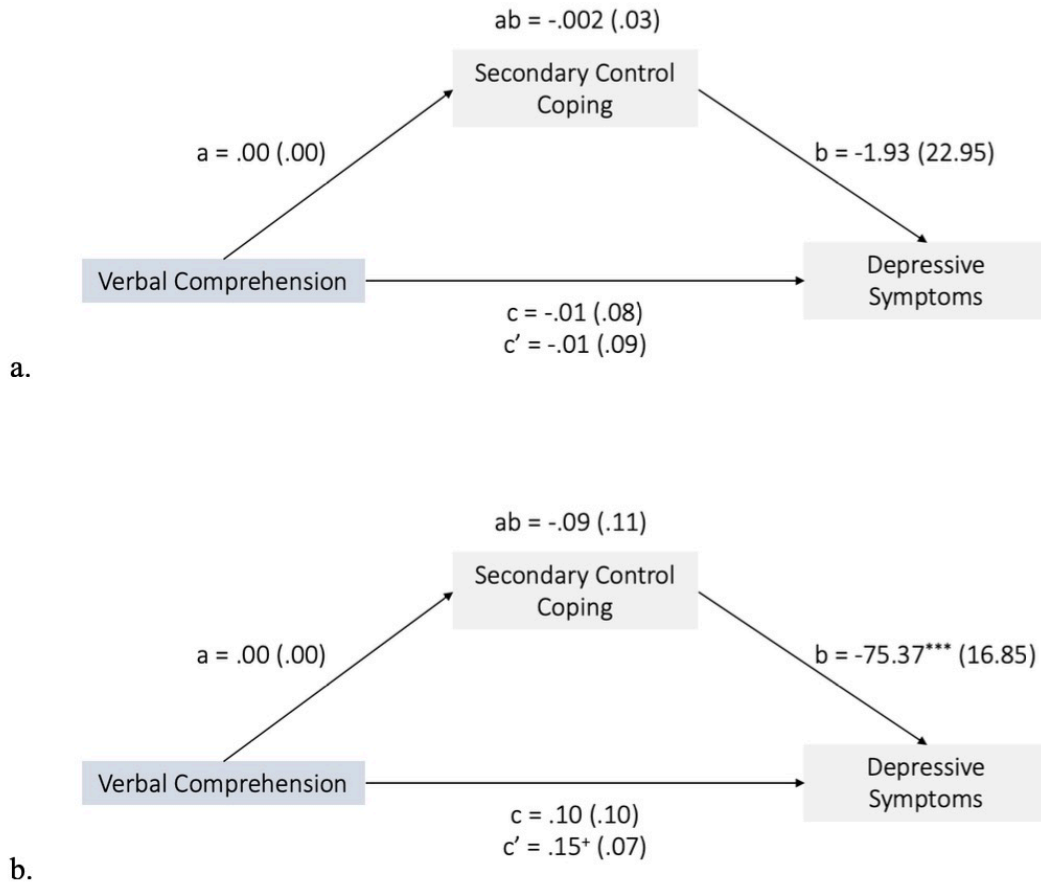 ab = -.002 (.03)
Secondary Control
Coping
a = .00 (.00)
b = -1.93 (22.95)
Verbal Comprehension
Depressive
Symptoms
c = -.01 (.08)
c’ = -.01 (.09)
a.
ab = -.09 (.11)
Secondary Control
Coping
a = .00 (.00)
b = -75.37*** (16.85)
Verbal Comprehension
Depressive
Symptoms
c = .10 (.10)
c’ = .15⁺ (.07)
b.